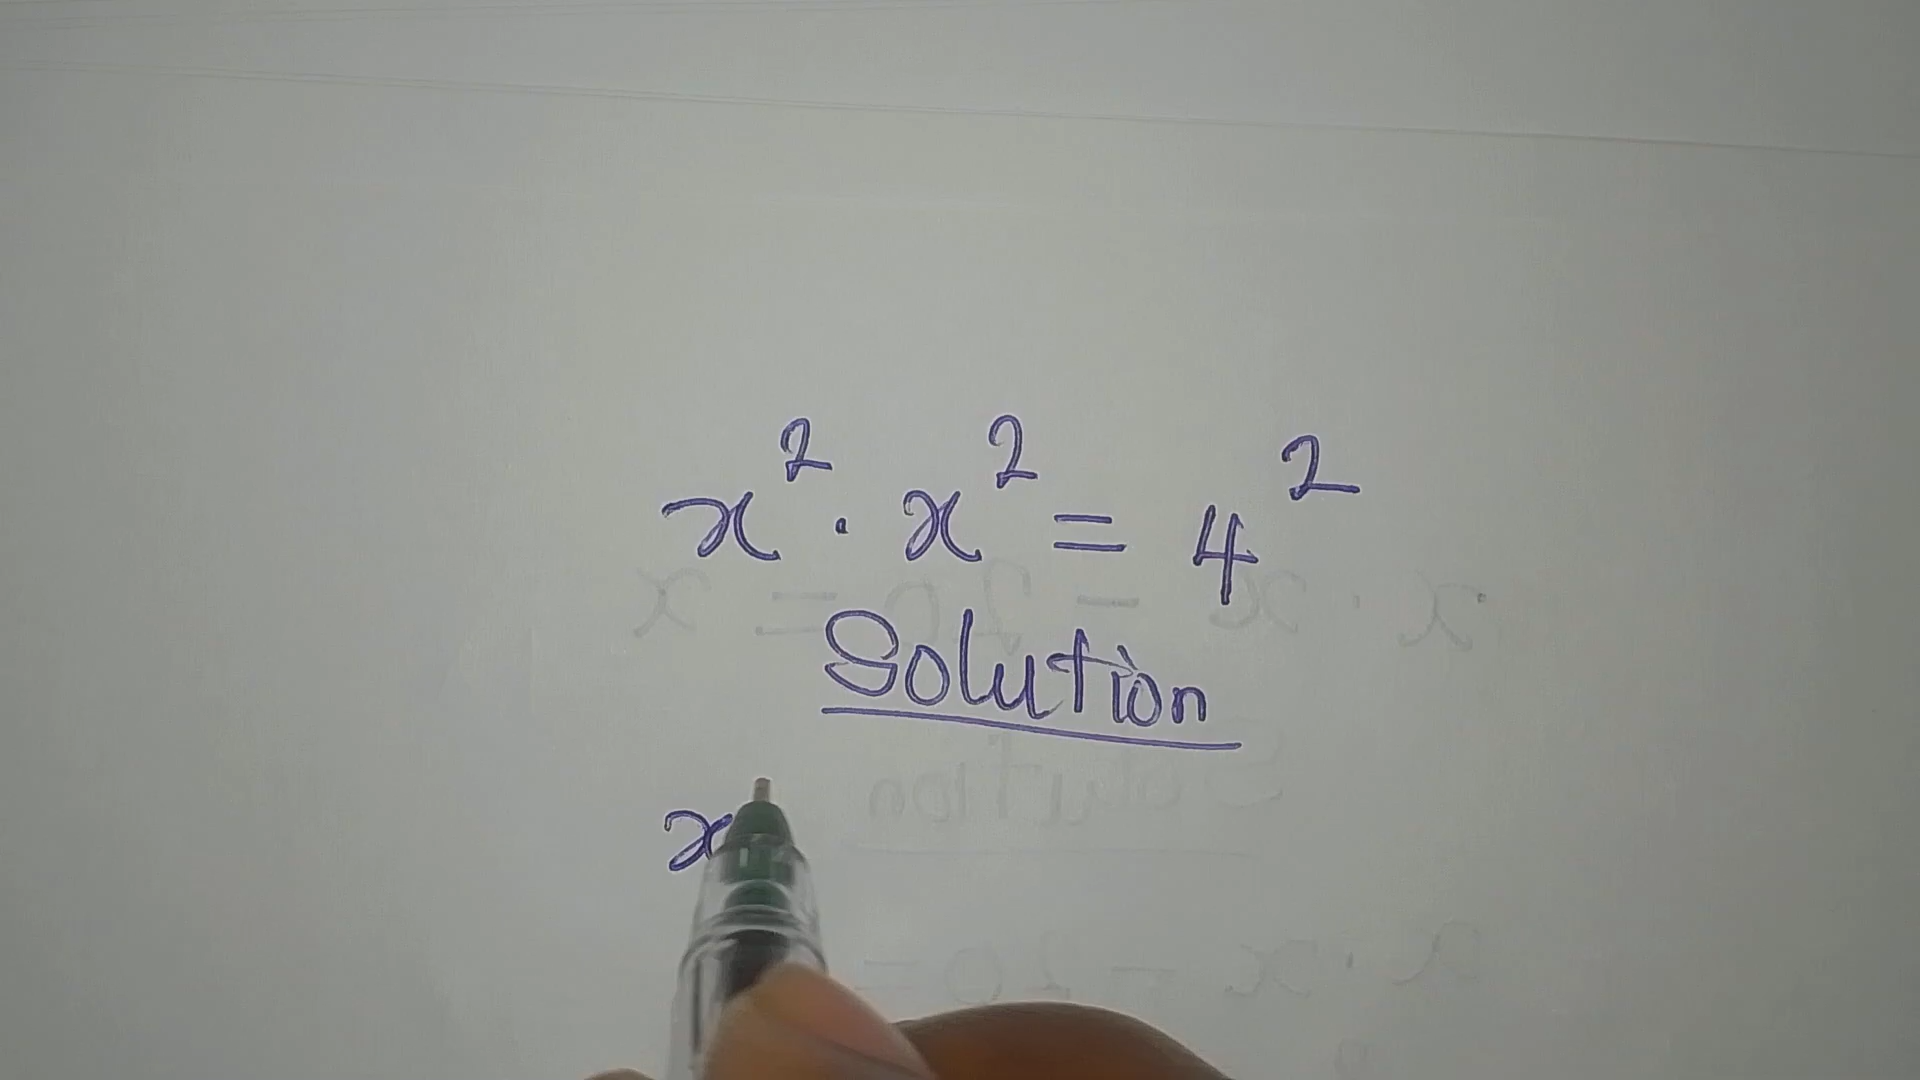 x² · x² = 4²
Solution
x